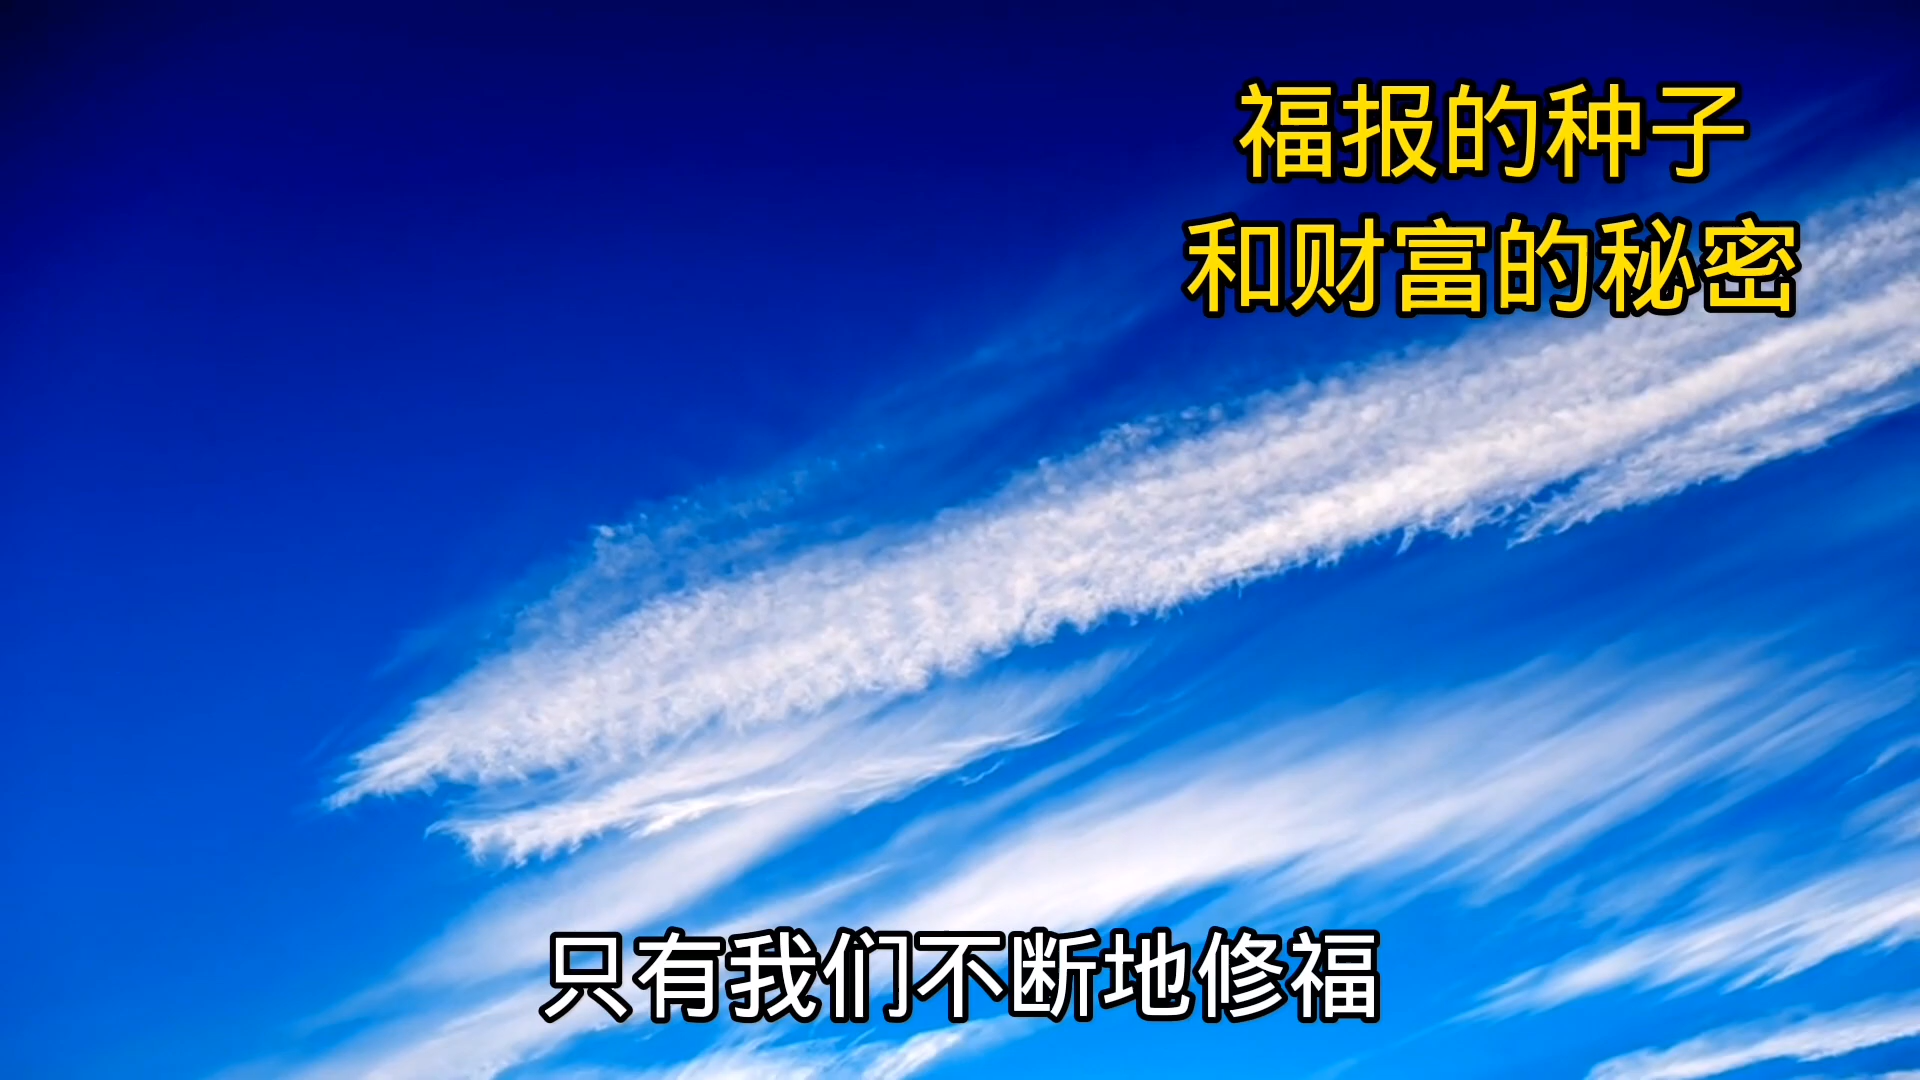 福报的种子
和财富的秘密
只有我们不断地修福